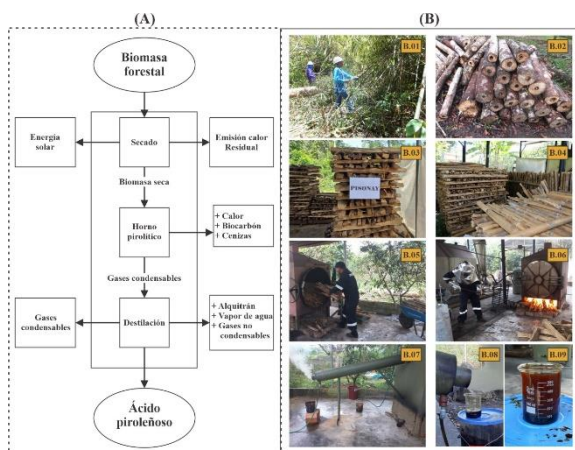 (A)
Biomasa
forestal
Energía
solar
Secado
Emisión calor
Residual
Biomasa seca
Horno
pirolítico
+ Calor
+ Biocarbón
+ Cenizas
Gases condensables
Gases
condensables
Destilación
+ Alquitrán
+ Vapor de agua
+ Gases no
condensables
Ácido
piroleñoso
(B)
B.01
B.02
B.03
PISONAY
B.04
B.05
B.06
B.07
B.08
B.09